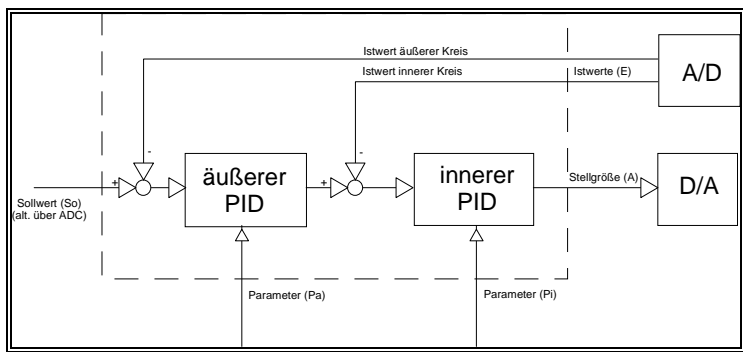 Istwert äußerer Kreis
Istwert innerer Kreis
Istwerte (E)
A/D
-
-
+
äußerer
PID
+
innerer
PID
Stellgröße (A)
D/A
Sollwert (So)
(alt. über ADC)
Parameter (Pa)
Parameter (Pi)